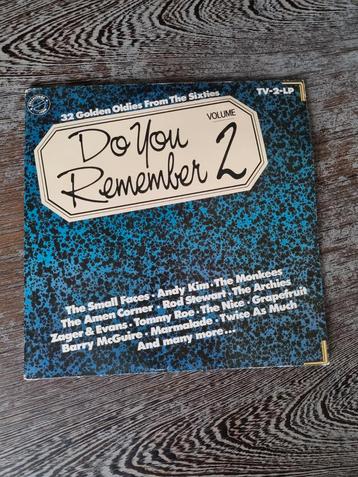 32 Golden Oldies From The Sixties
TV-2-LP
VOLUME
Do You
Remember 2
The Small Faces · Andy Kim · The Monkees
The Amen Corner · Rod Stewart · The Archies
Zager & Evans · Tommy Roe · The Nice · Grapefruit
Barry McGuire · Marmalade · Twice As Much
And many more...